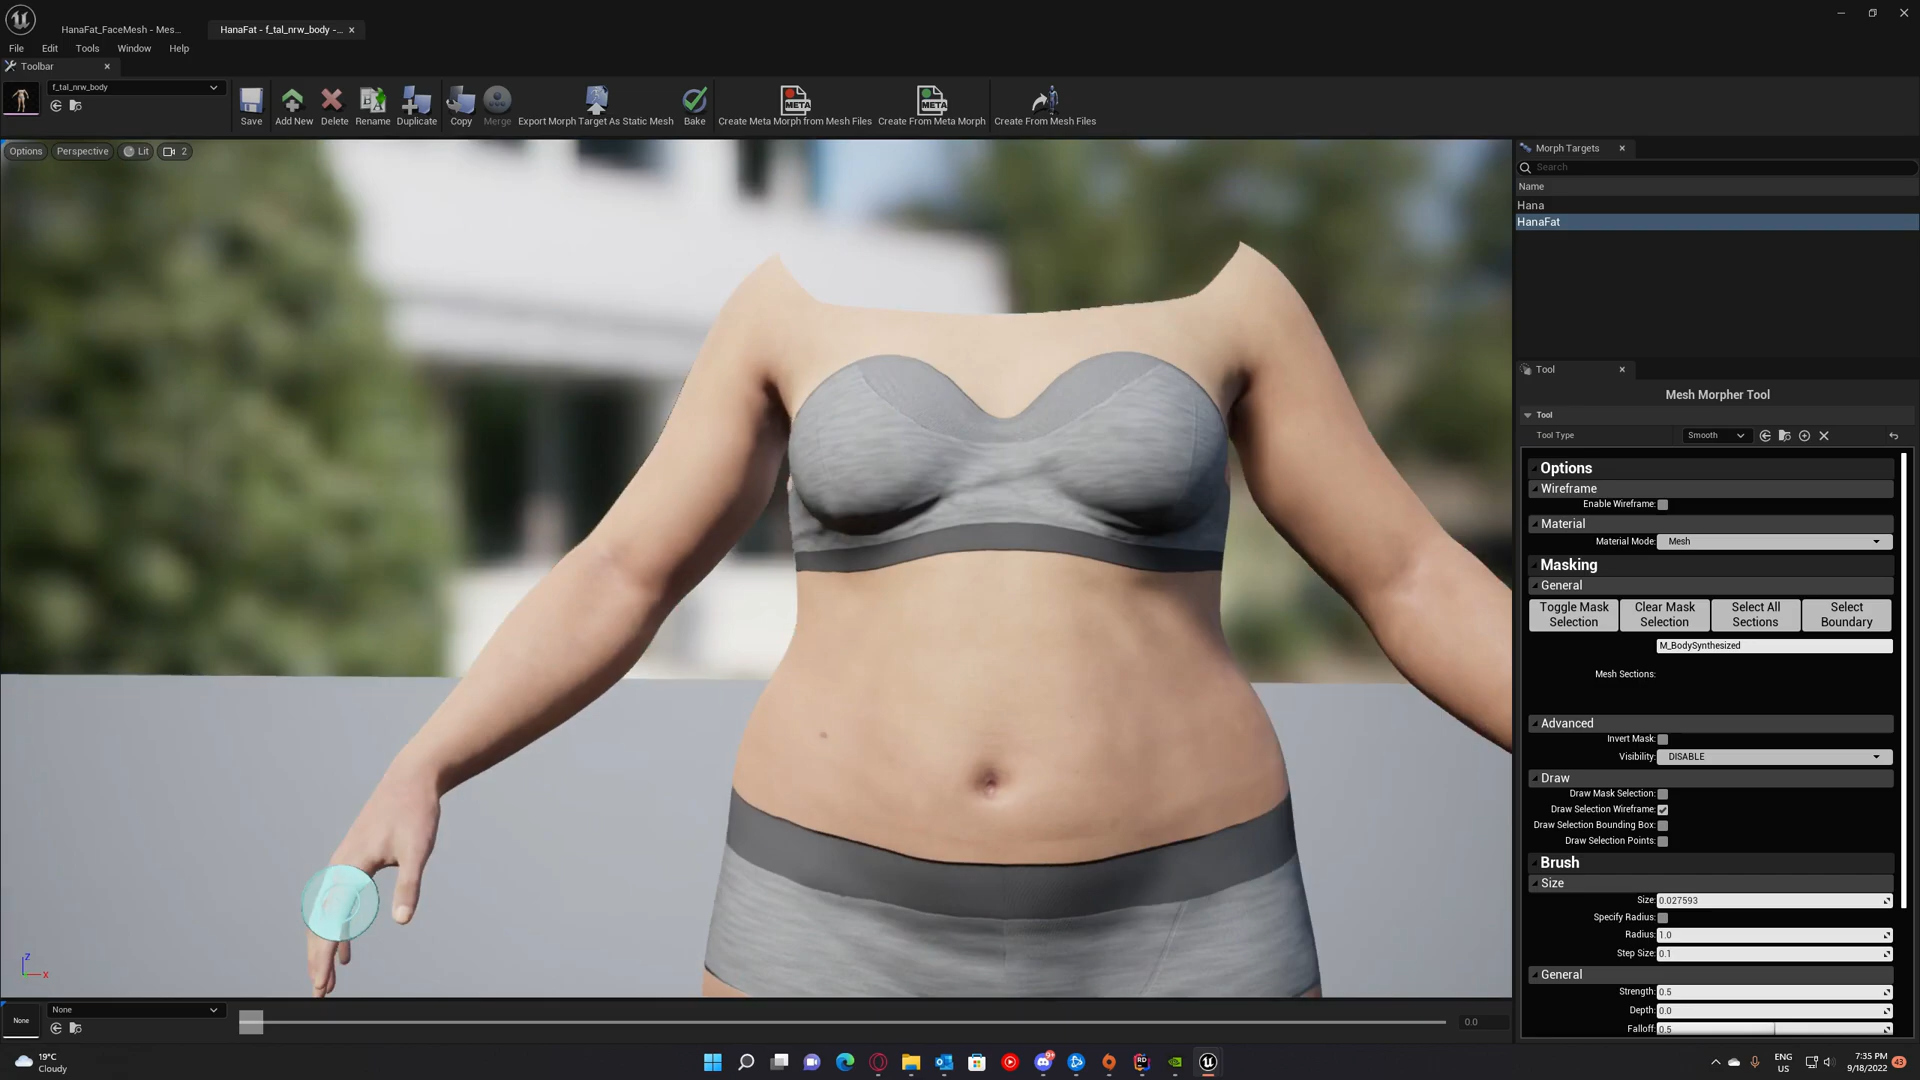 HanaFat_FaceMesh - Mes...
HanaFat - f_tal_nrw_body -...
File Edit Tools Window Help
Toolbar
f_tal_nrw_body
Save
Add New
Delete
Rename
Duplicate
Copy
Merge
Export Morph Target As Static Mesh
Bake
META
Create Meta Morph from Mesh Files
META
Create From Meta Morph
Create From Mesh Files
Options
Perspective
Lit
2
Morph Targets
Search
Name
Hana
HanaFat
Tool
Mesh Morpher Tool
Tool
Tool Type
Smooth
Options
Wireframe
Enable Wireframe:
Material
Material Mode:
Mesh
Masking
General
Toggle Mask Selection
Clear Mask Selection
Select All Sections
Select Boundary
M_BodySynthesized
Mesh Sections:
Advanced
Invert Mask:
Visibility:
DISABLE
Draw
Draw Mask Selection:
Draw Selection Wireframe:
Draw Selection Bounding Box:
Draw Selection Points:
Brush
Size
Size: 0.027593
Specify Radius:
Radius: 1.0
Step Size: 0.1
General
Strength: 0.5
Depth: 0.0
Falloff: 0.5
Z
X
None
None
0.0
19°C
Cloudy
ENG
US
7:35 PM
9/18/2022
43